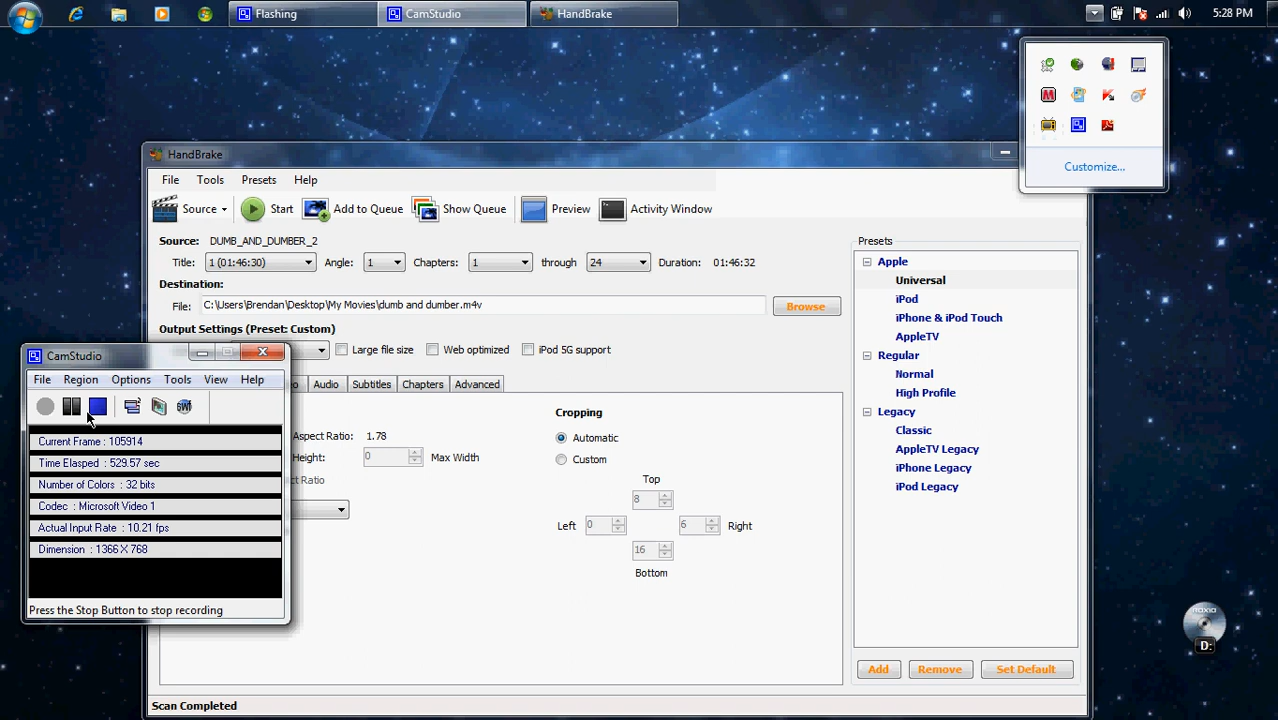 Flashing
CamStudio
HandBrake
5:28 PM
Customize...
HandBrake
File Tools Presets Help
Source Start Add to Queue Show Queue Preview Activity Window
Source: DUMB_AND_DUMBER_2
Title: 1 (01:46:30) Angle: 1 Chapters: 1 through 24 Duration: 01:46:32
Destination:
File: C:\Users\Brendan\Desktop\My Movies\dumb and dumber.m4v Browse
Output Settings (Preset: Custom)
Large file size Web optimized iPod 5G support
Audio Subtitles Chapters Advanced
Aspect Ratio: 1.78
Height: 0 Max Width
Ratio
Cropping
Automatic
Custom
Top
8
Left 0 6 Right
16
Bottom
Presets
Apple
Universal
iPod
iPhone & iPod Touch
AppleTV
Regular
Normal
High Profile
Legacy
Classic
AppleTV Legacy
iPhone Legacy
iPod Legacy
Add Remove Set Default
Scan Completed
CamStudio
File Region Options Tools View Help
Current Frame : 105914
Time Elasped : 529.57 sec
Number of Colors : 32 bits
Codec : Microsoft Video 1
Actual Input Rate : 10.21 fps
Dimension : 1366 X 768
Press the Stop Button to stop recording
D: